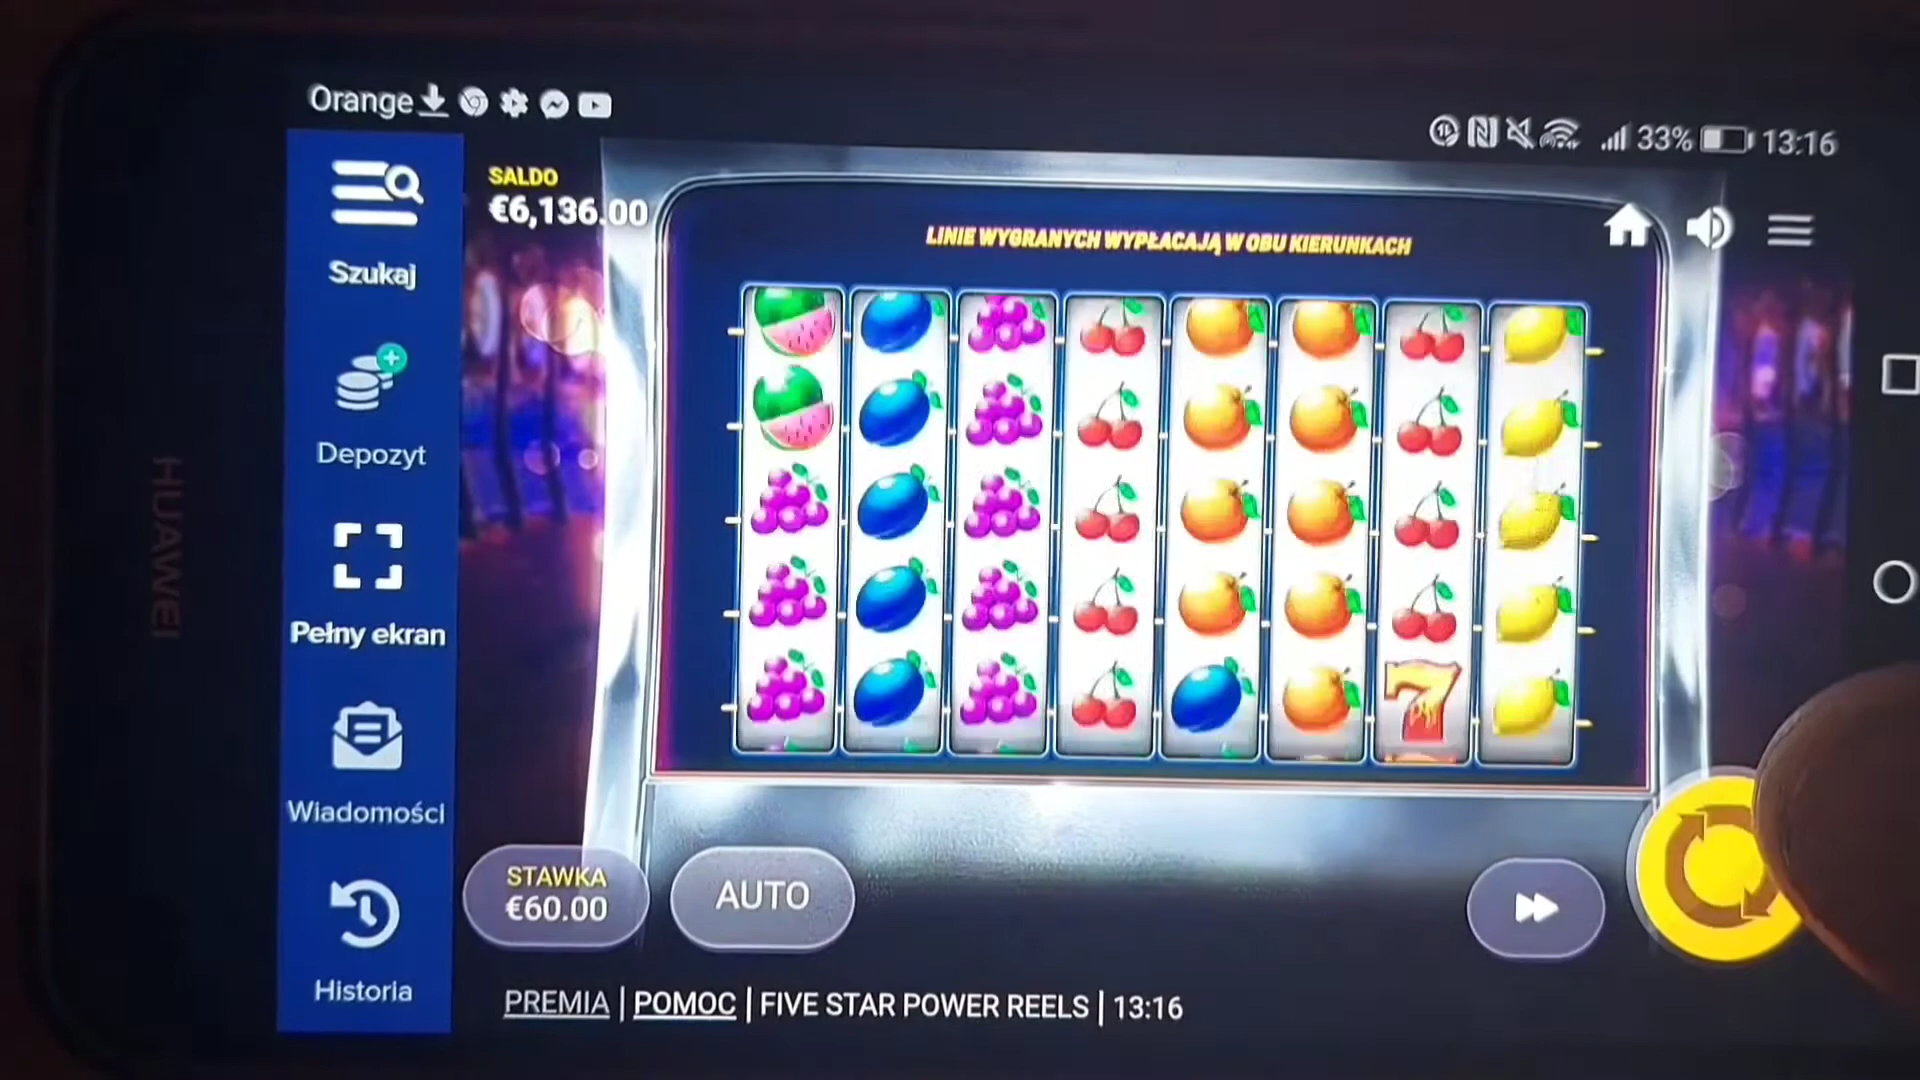 Orange
33% 13:16
SALDO
€6,136.00
LINIE WYGRANYCH WYPŁACAJĄ W OBU KIERUNKACH
Szukaj
Depozyt
Pełny ekran
Wiadomości
Historia
HUAWEI
7
STAWKA
€60.00
AUTO
PREMIA | POMOC | FIVE STAR POWER REELS | 13:16